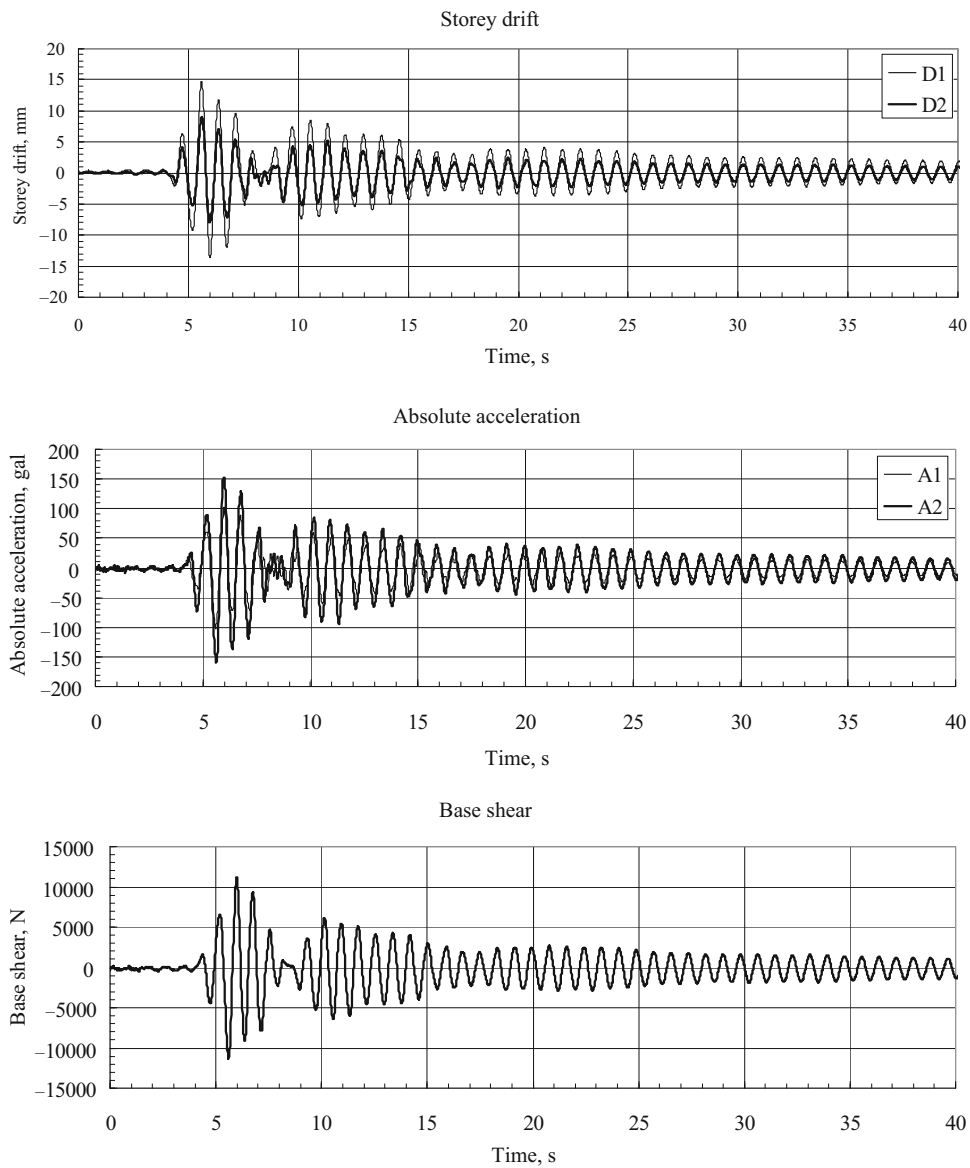 Storey drift
20
15
10
5
0
–5
–10
–15
–20
Storey drift, mm
D1
D2
0 5 10 15 20 25 30 35 40
Time, s
Absolute acceleration
200
150
100
50
0
–50
–100
–150
–200
Absolute acceleration, gal
A1
A2
0 5 10 15 20 25 30 35 40
Time, s
Base shear
15000
10000
5000
0
–5000
–10000
–15000
Base shear, N
0 5 10 15 20 25 30 35 40
Time, s